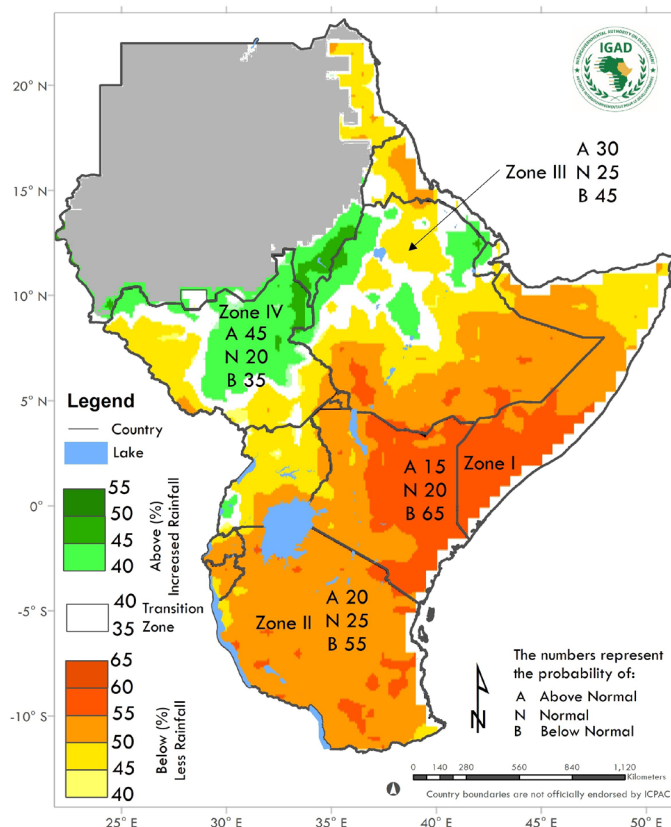 IGAD
INTERGOVERNMENTAL AUTHORITY ON DEVELOPMENT
20° N
15° N
10° N
5° N
0°
-5° S
-10° S
A 30
Zone III N 25
B 45
Zone IV
A 45
N 20
B 35
A 15
Zone I
N 20
B 65
A 20
Zone II N 25
B 55
Legend
Country
Lake
55
50
45
40
Above (%)
Increased Rainfall
40
35
Transition
Zone
65
60
55
50
45
40
Below (%)
Less Rainfall
The numbers represent
the probability of:
A Above Normal
N Normal
B Below Normal
N
0 140 280 560 840 1,120
Kilometers
Country boundaries are not officially endorsed by ICPAC
25° E 30° E 35° E 40° E 45° E 50° E